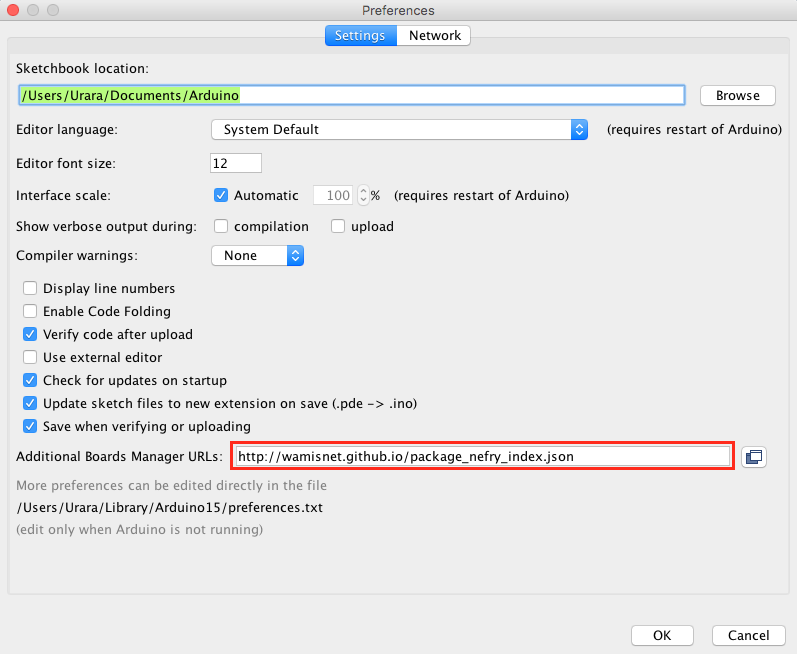 Preferences
Settings Network
Sketchbook location:
/Users/Urara/Documents/Arduino Browse
Editor language: System Default (requires restart of Arduino)
Editor font size: 12
Interface scale: Automatic 100 % (requires restart of Arduino)
Show verbose output during: compilation upload
Compiler warnings: None
Display line numbers
Enable Code Folding
Verify code after upload
Use external editor
Check for updates on startup
Update sketch files to new extension on save (.pde -> .ino)
Save when verifying or uploading
Additional Boards Manager URLs: http://wamisnet.github.io/package_nefry_index.json
More preferences can be edited directly in the file
/Users/Urara/Library/Arduino15/preferences.txt
(edit only when Arduino is not running)
OK Cancel